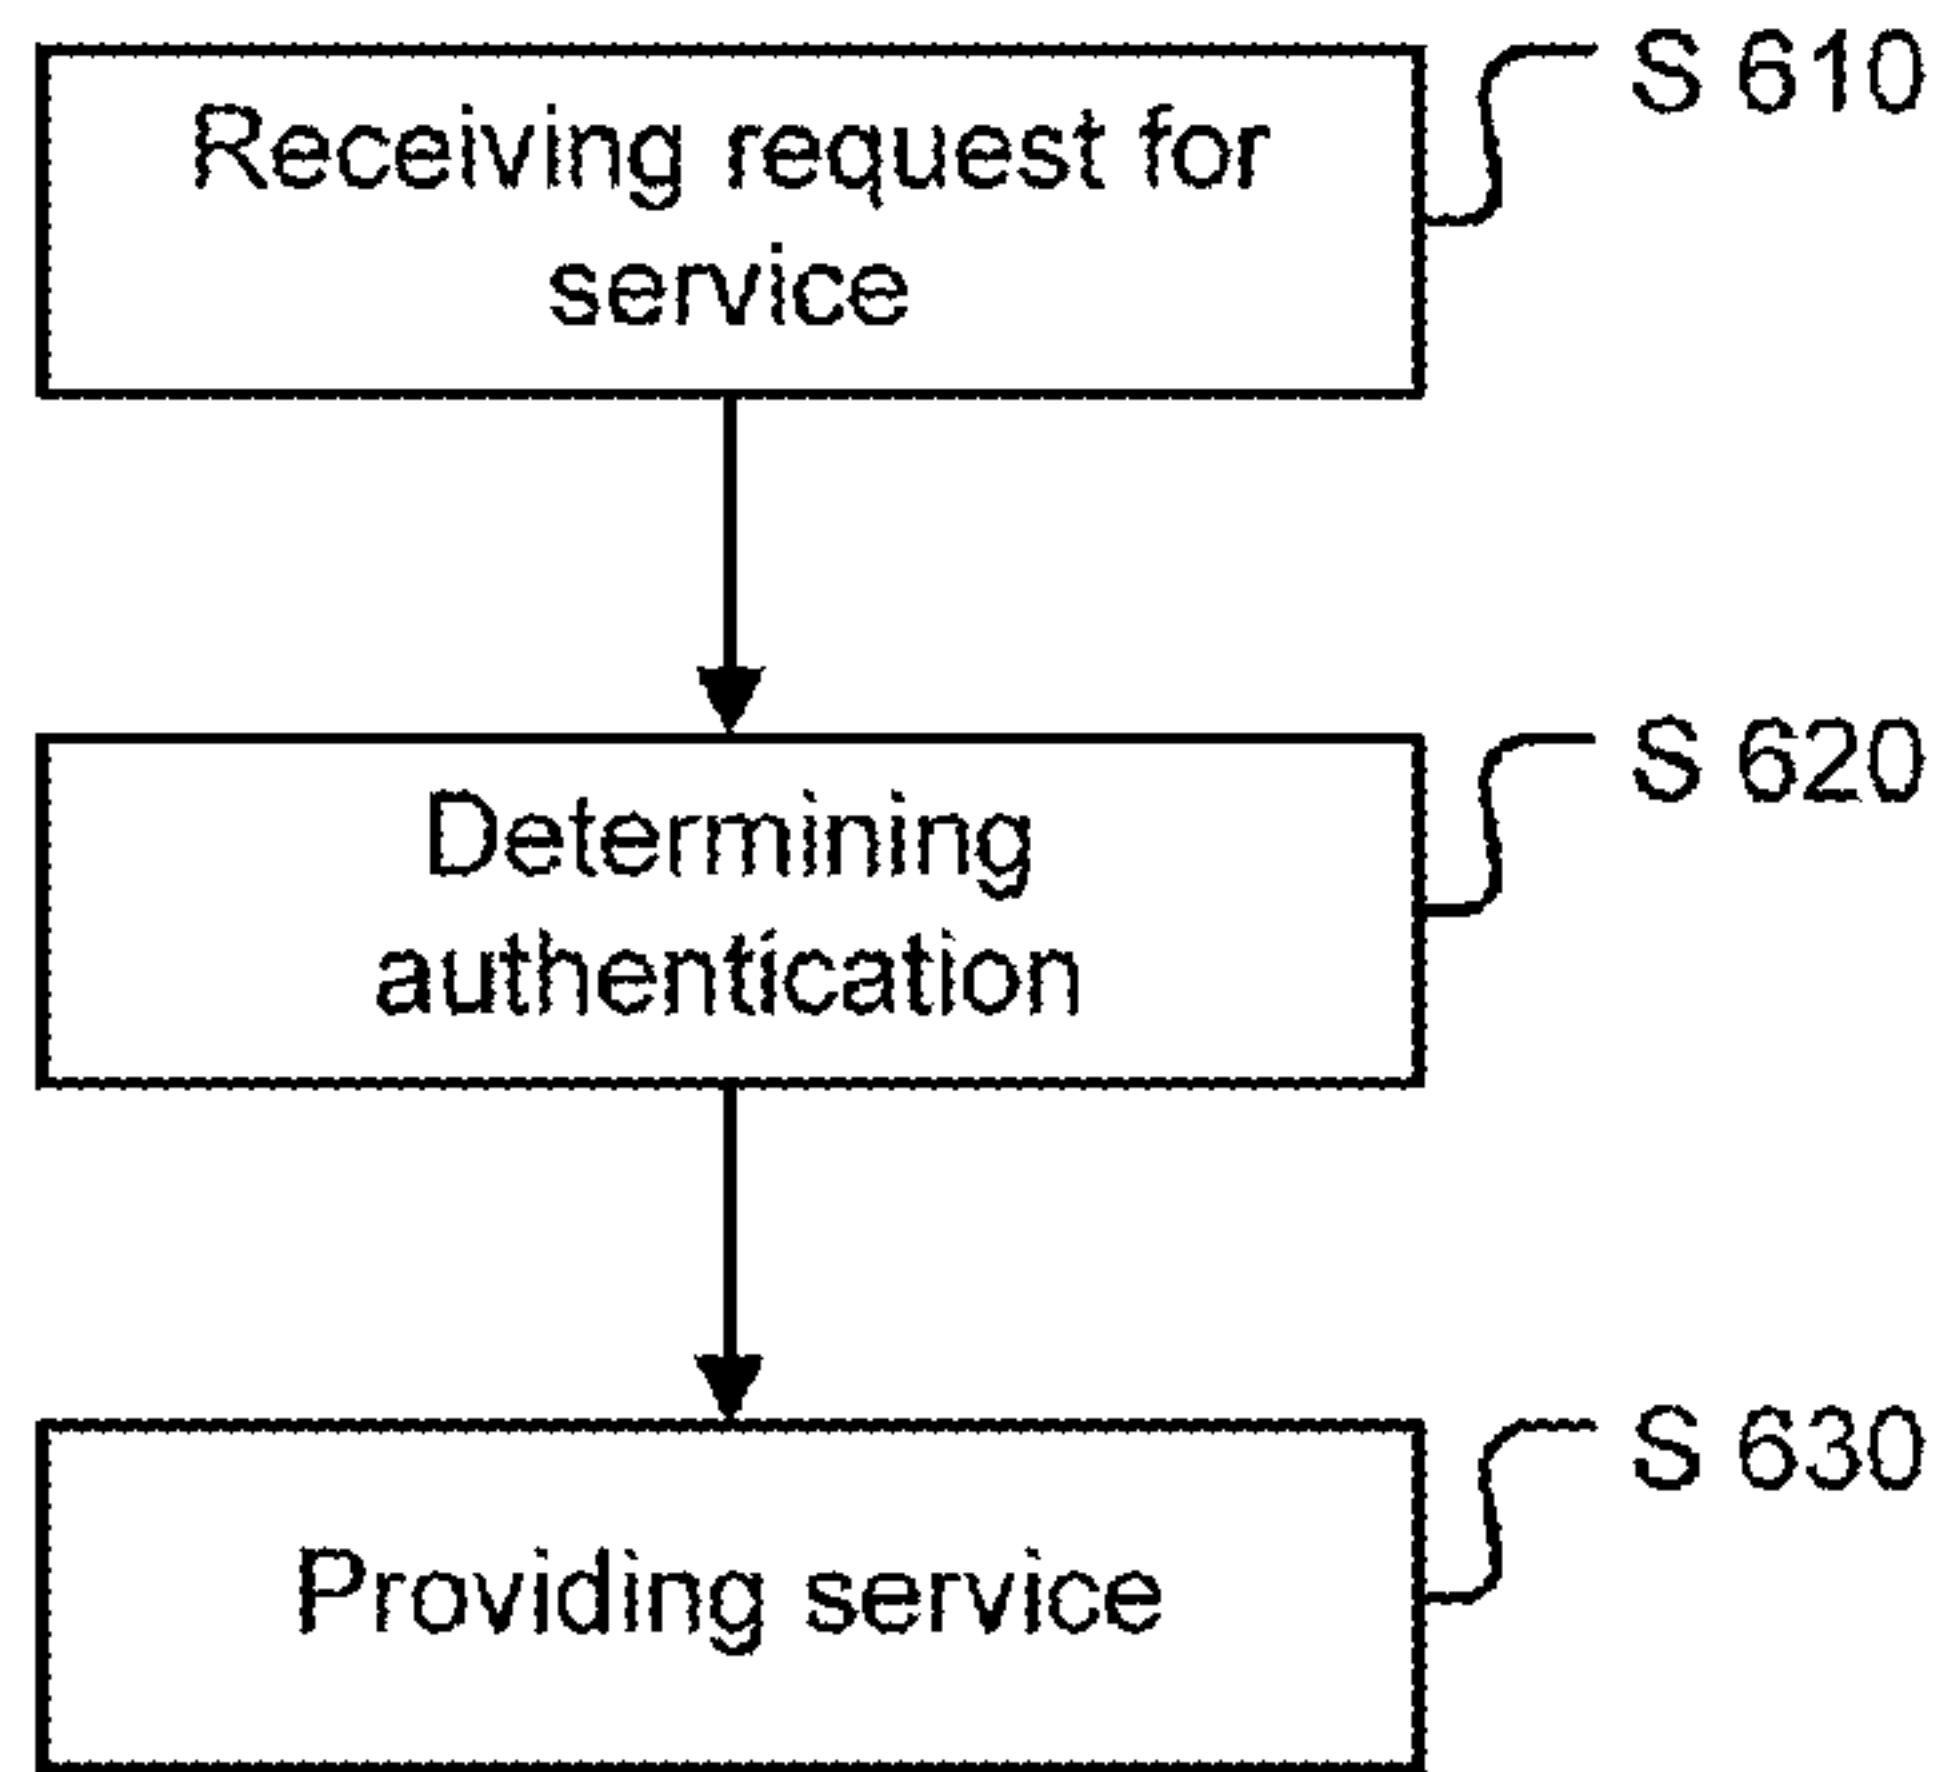 Receiving request for
service
S 610
Determining
authentication
S 620
Providing service
S 630